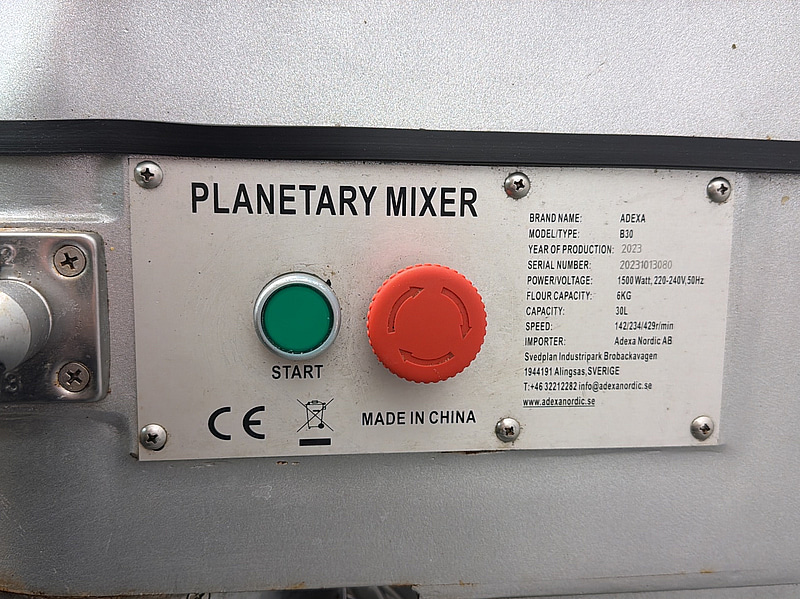 PLANETARY MIXER
START
CE
MADE IN CHINA
BRAND NAME: ADEXA
MODEL/TYPE: B30
YEAR OF PRODUCTION: 2023
SERIAL NUMBER: 20231013080
POWER/VOLTAGE: 1500 Watt, 220-240V, 50Hz
FLOUR CAPACITY: 6KG
CAPACITY: 30L
SPEED: 142/234/429r/min
IMPORTER: Adexa Nordic AB
Svedplan Industripark Brobackavagen
1944191 Alingsas, SVERIGE
T:+46 32212282 info@adexanordic.se
www.adexanordic.se